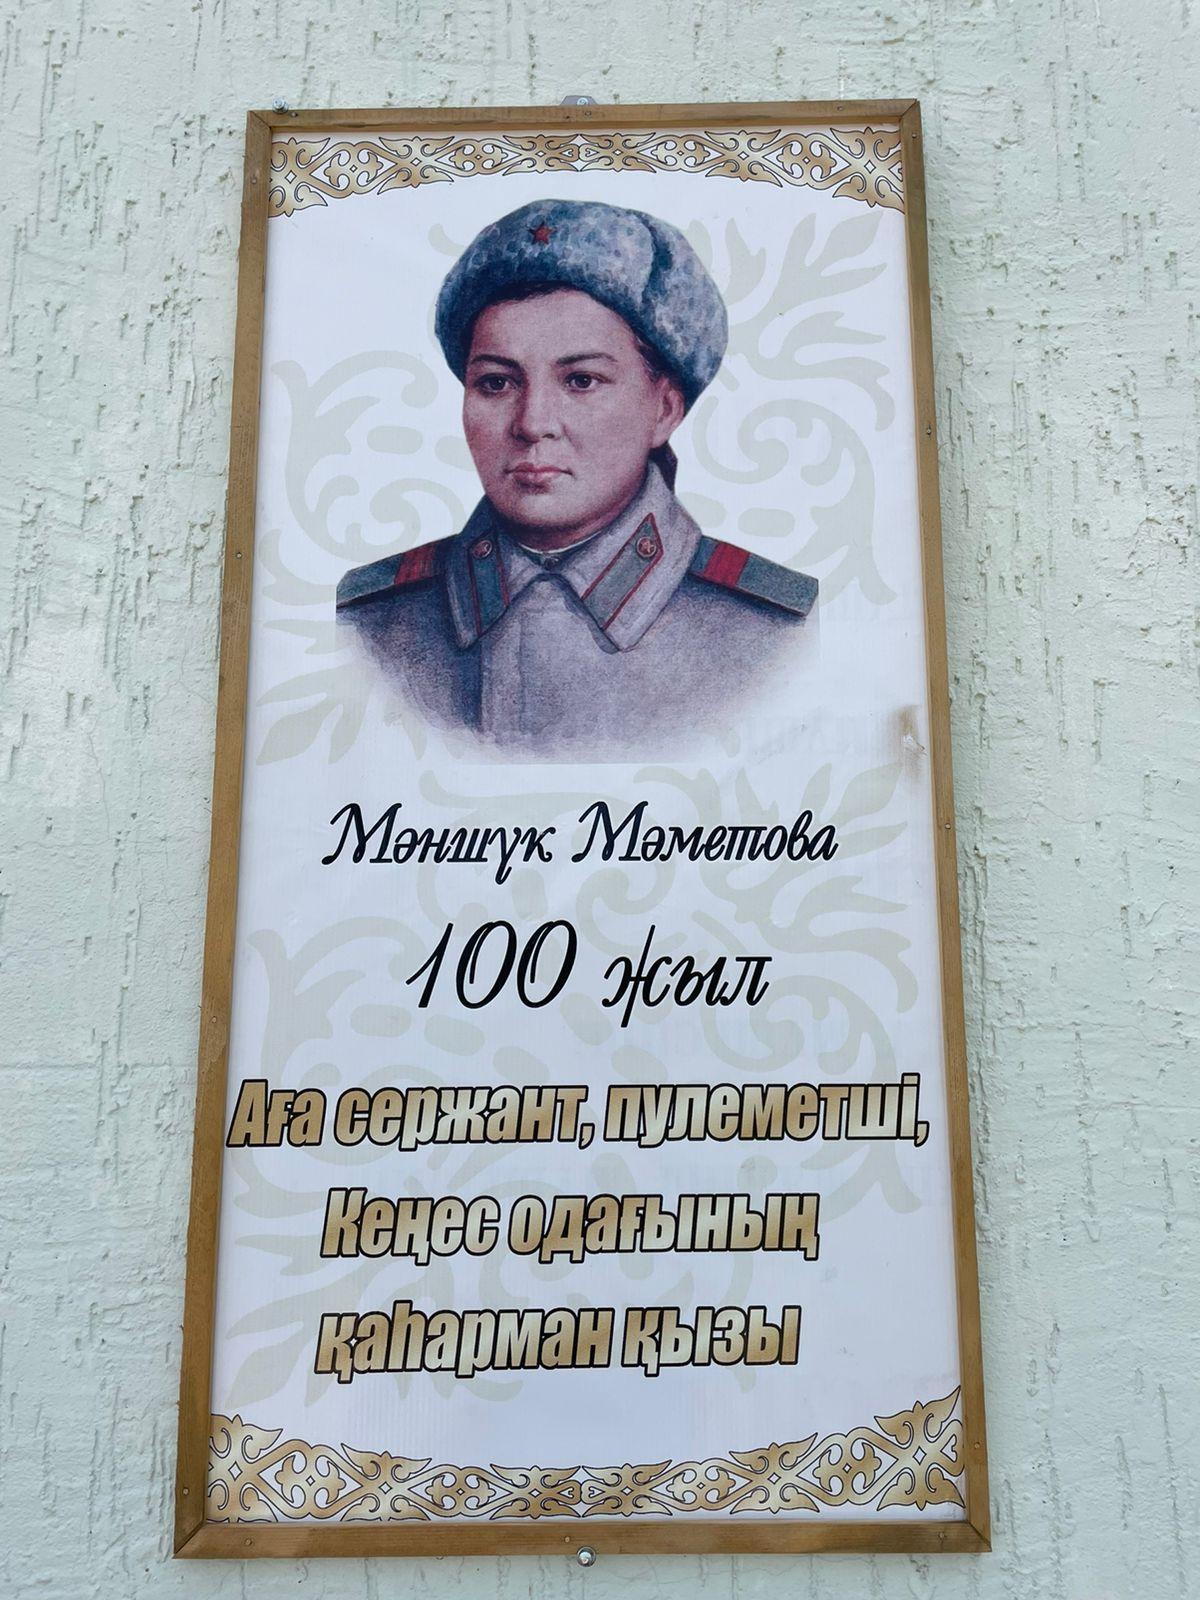 Мәншүк Мәметова
100 жыл
Аға сержант, пулеметші,
Кеңес одағының
қаһарман қызы